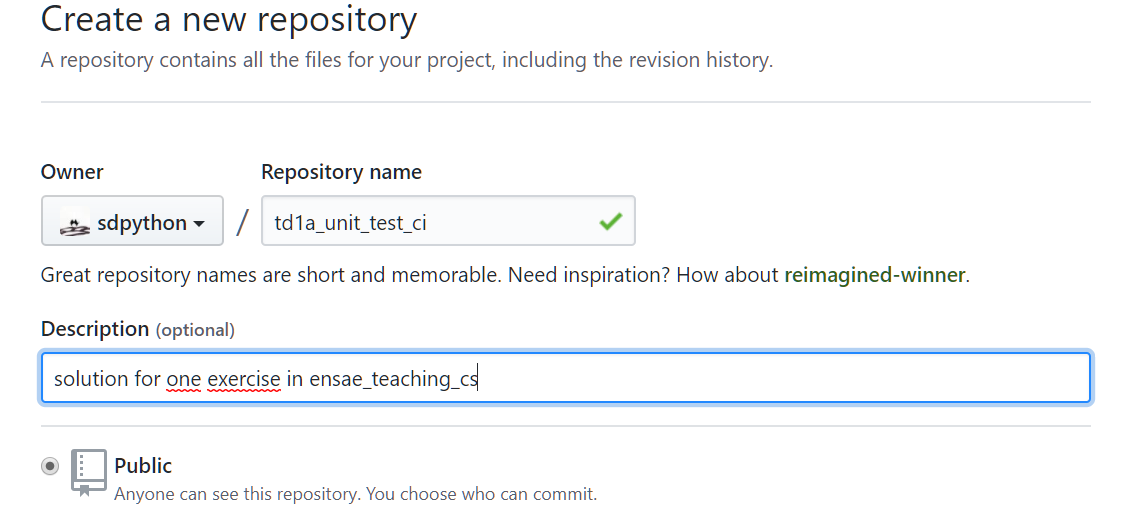 Create a new repository
A repository contains all the files for your project, including the revision history.
Owner
Repository name
sdpython / td1a_unit_test_ci
Great repository names are short and memorable. Need inspiration? How about reimagined-winner.
Description (optional)
solution for one exercise in ensae_teaching_cs
Public
Anyone can see this repository. You choose who can commit.